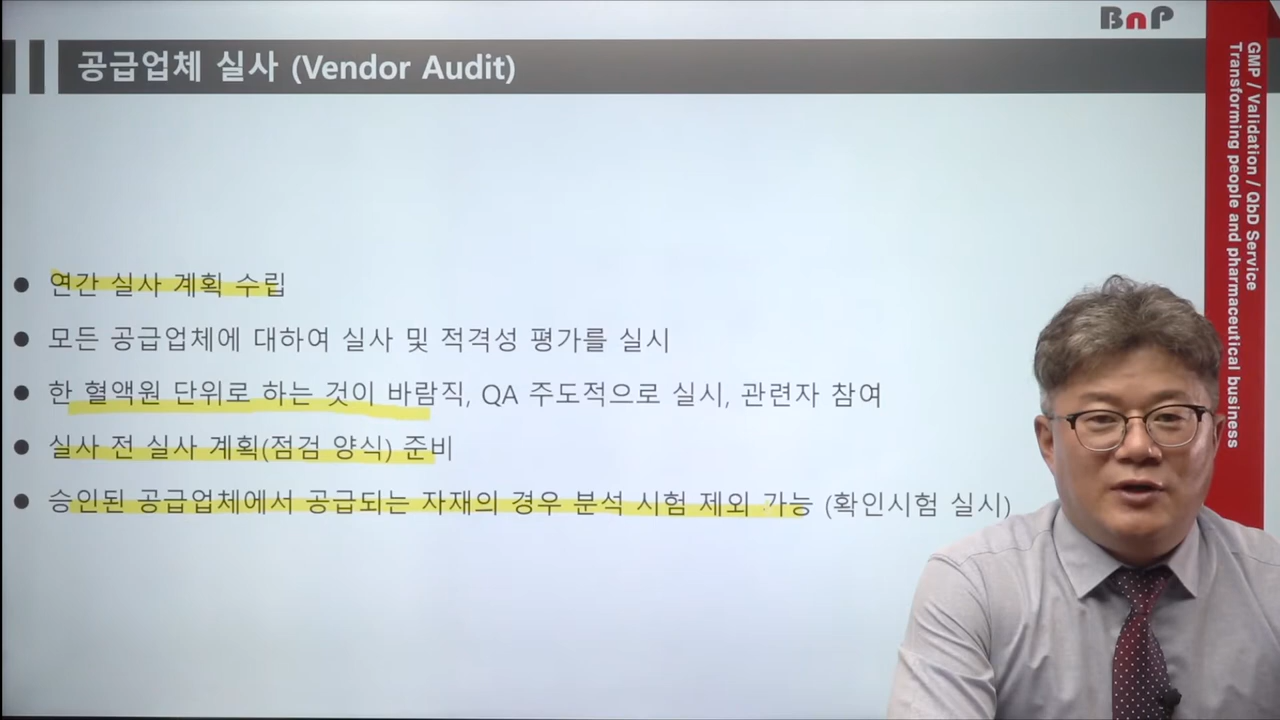 BnP
공급업체 실사 (Vendor Audit)
GMP / Validation / QbD Service
Transforming people and pharmaceutical business
● 연간 실사 계획 수립
● 모든 공급업체에 대하여 실사 및 적격성 평가를 실시
● 한 혈액원 단위로 하는 것이 바람직, QA 주도적으로 실시, 관련자 참여
● 실사 전 실사 계획(점검 양식) 준비
● 승인된 공급업체에서 공급되는 자재의 경우 분석 시험 제외 가능 (확인시험 실시)